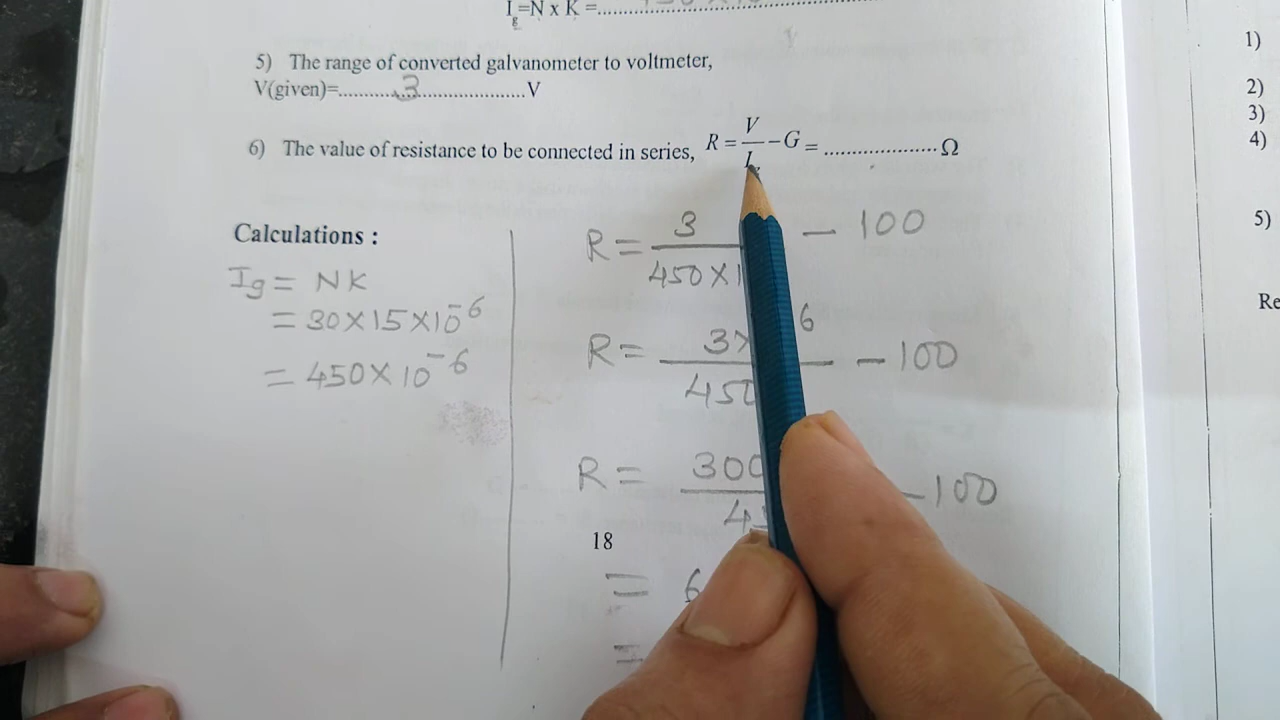 I_g=N x K =
5) The range of converted galvanometer to voltmeter,
V(given)=..........3..........V
6) The value of resistance to be connected in series, R = V/I - G = .................... Ω
Calculations :
Ig = NK
= 30×15×10^-6
= 450×10^-6
R = 3/450×1 - 100
R = 3× 6/450 - 100
R = 300/4 -100
18
= 6
=
1)
2)
3)
4)
5)
Re